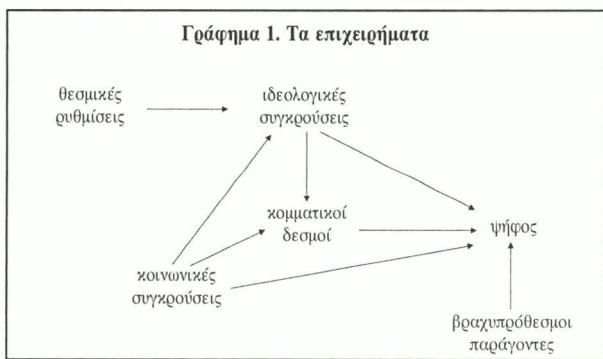 Γράφημα 1. Τα επιχειρήματα
θεσμικές
ρυθμίσεις
ιδεολογικές
συγκρούσεις
κομματικοί
δεσμοί
ψήφος
κοινωνικές
συγκρούσεις
βραχυπρόθεσμοι
παράγοντες